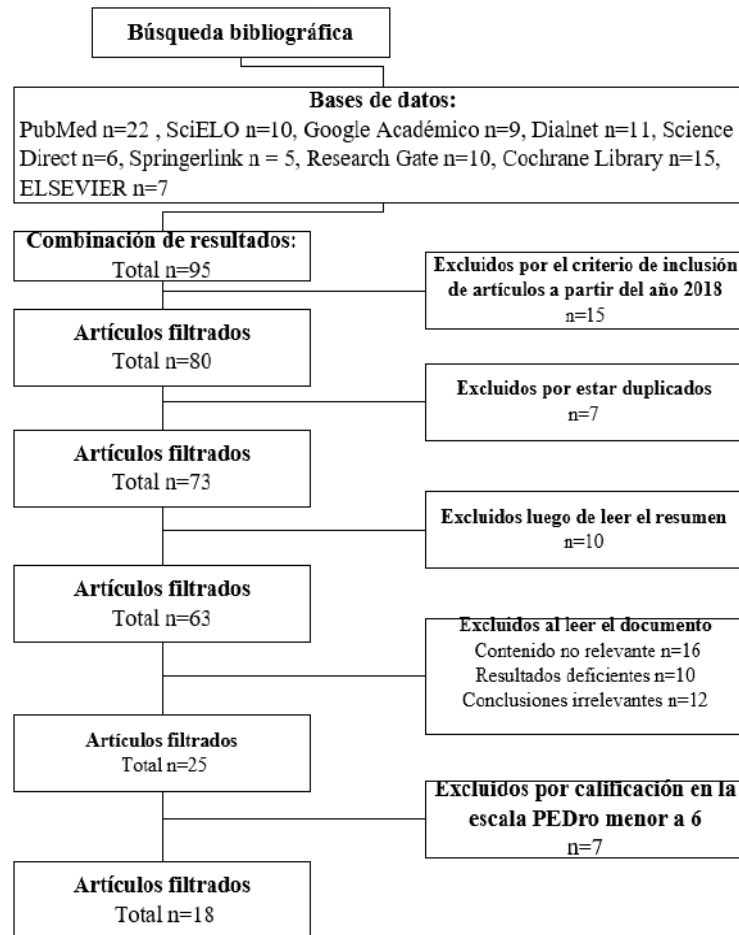 Búsqueda bibliográfica
Bases de datos:
PubMed n=22 , SciELO n=10, Google Académico n=9, Dialnet n=11, Science
Direct n=6, Springerlink n = 5, Research Gate n=10, Cochrane Library n=15,
ELSEVIER n=7
Combinación de resultados:
Total n=95
Excluidos por el criterio de inclusión
de artículos a partir del año 2018
n=15
Artículos filtrados
Total n=80
Excluidos por estar duplicados
n=7
Artículos filtrados
Total n=73
Excluidos luego de leer el resumen
n=10
Artículos filtrados
Total n=63
Excluidos al leer el documento
Contenido no relevante n=16
Resultados deficientes n=10
Conclusiones irrelevantes n=12
Artículos filtrados
Total n=25
Excluidos por calificación en la
escala PEDro menor a 6
n=7
Artículos filtrados
Total n=18